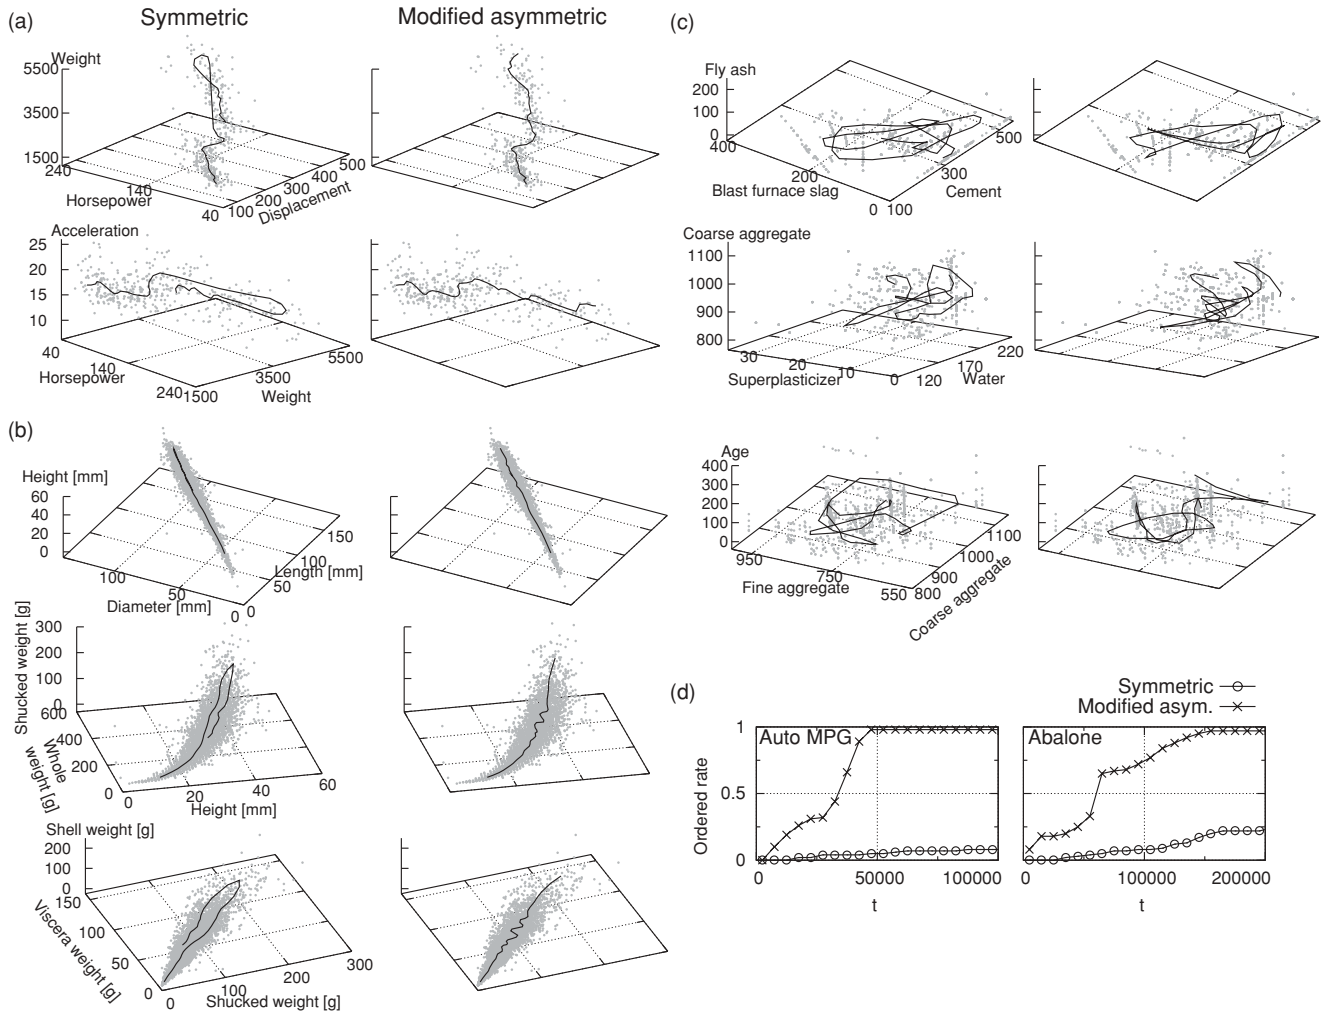 (a)
Symmetric
Modified asymmetric
Weight
5500
3500
1500
240
140
Horsepower
40
100
200
300
400
500
Displacement
Acceleration
25
20
15
10
40
140
Horsepower
240
1500
3500
5500
Weight
(b)
Height [mm]
60
40
20
0
100
50
Diameter [mm]
0
0
50
100
150
Length [mm]
Shucked weight [g]
300
200
100
0
600
400
200
0
Whole weight [g]
20
40
60
Height [mm]
Shell weight [g]
200
100
0
150
100
50
0
Viscera weight [g]
0
100
200
300
Shucked weight [g]
(c)
Fly ash
200
100
0
400
200
Blast furnace slag
0
100
300
500
Cement
Coarse aggregate
1100
1000
900
800
30
20
10
0
Superplasticizer
120
170
220
Water
Age
400
300
200
100
0
950
750
550
Fine aggregate
800
900
1000
1100
Coarse aggregate
(d)
Symmetric
Modified asym.
Ordered rate
1
0.5
0
Auto MPG
0
50000
100000
t
Abalone
0
100000
200000
t